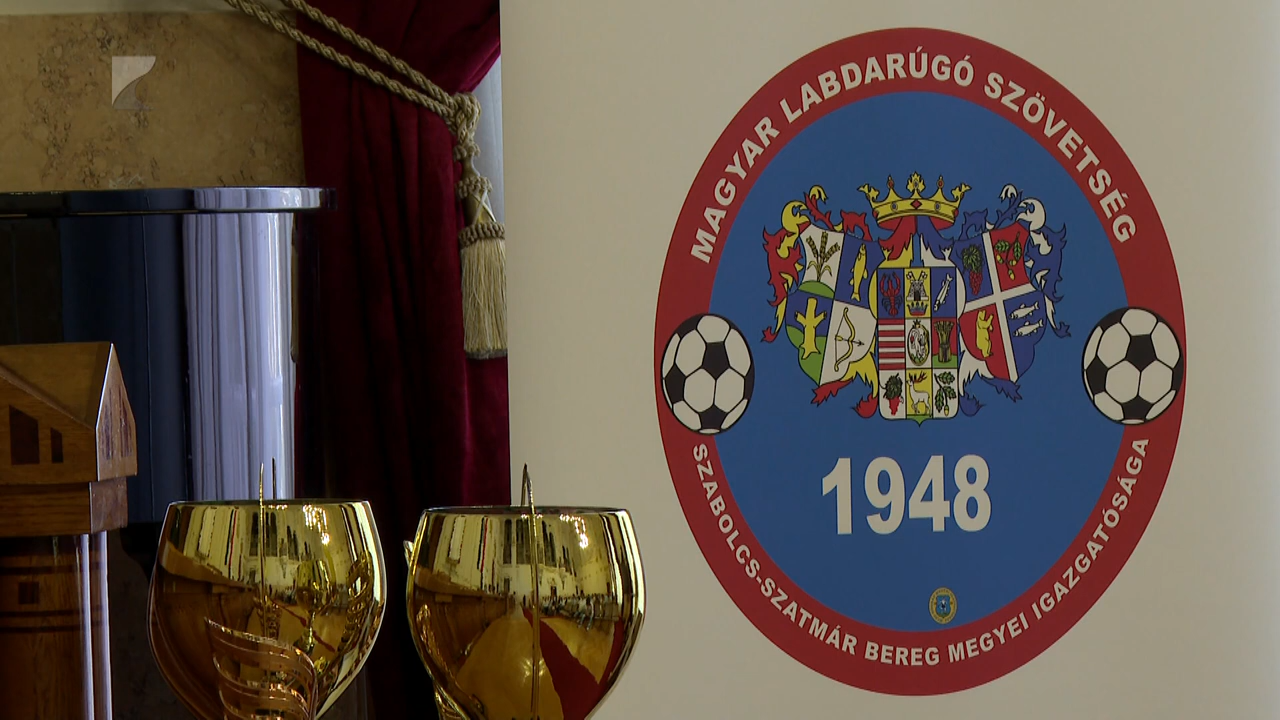 MAGYAR LABDARÚGÓ SZÖVETSÉG
1948
SZABOLCS-SZATMÁR BEREG MEGYEI IGAZGATÓSÁGA